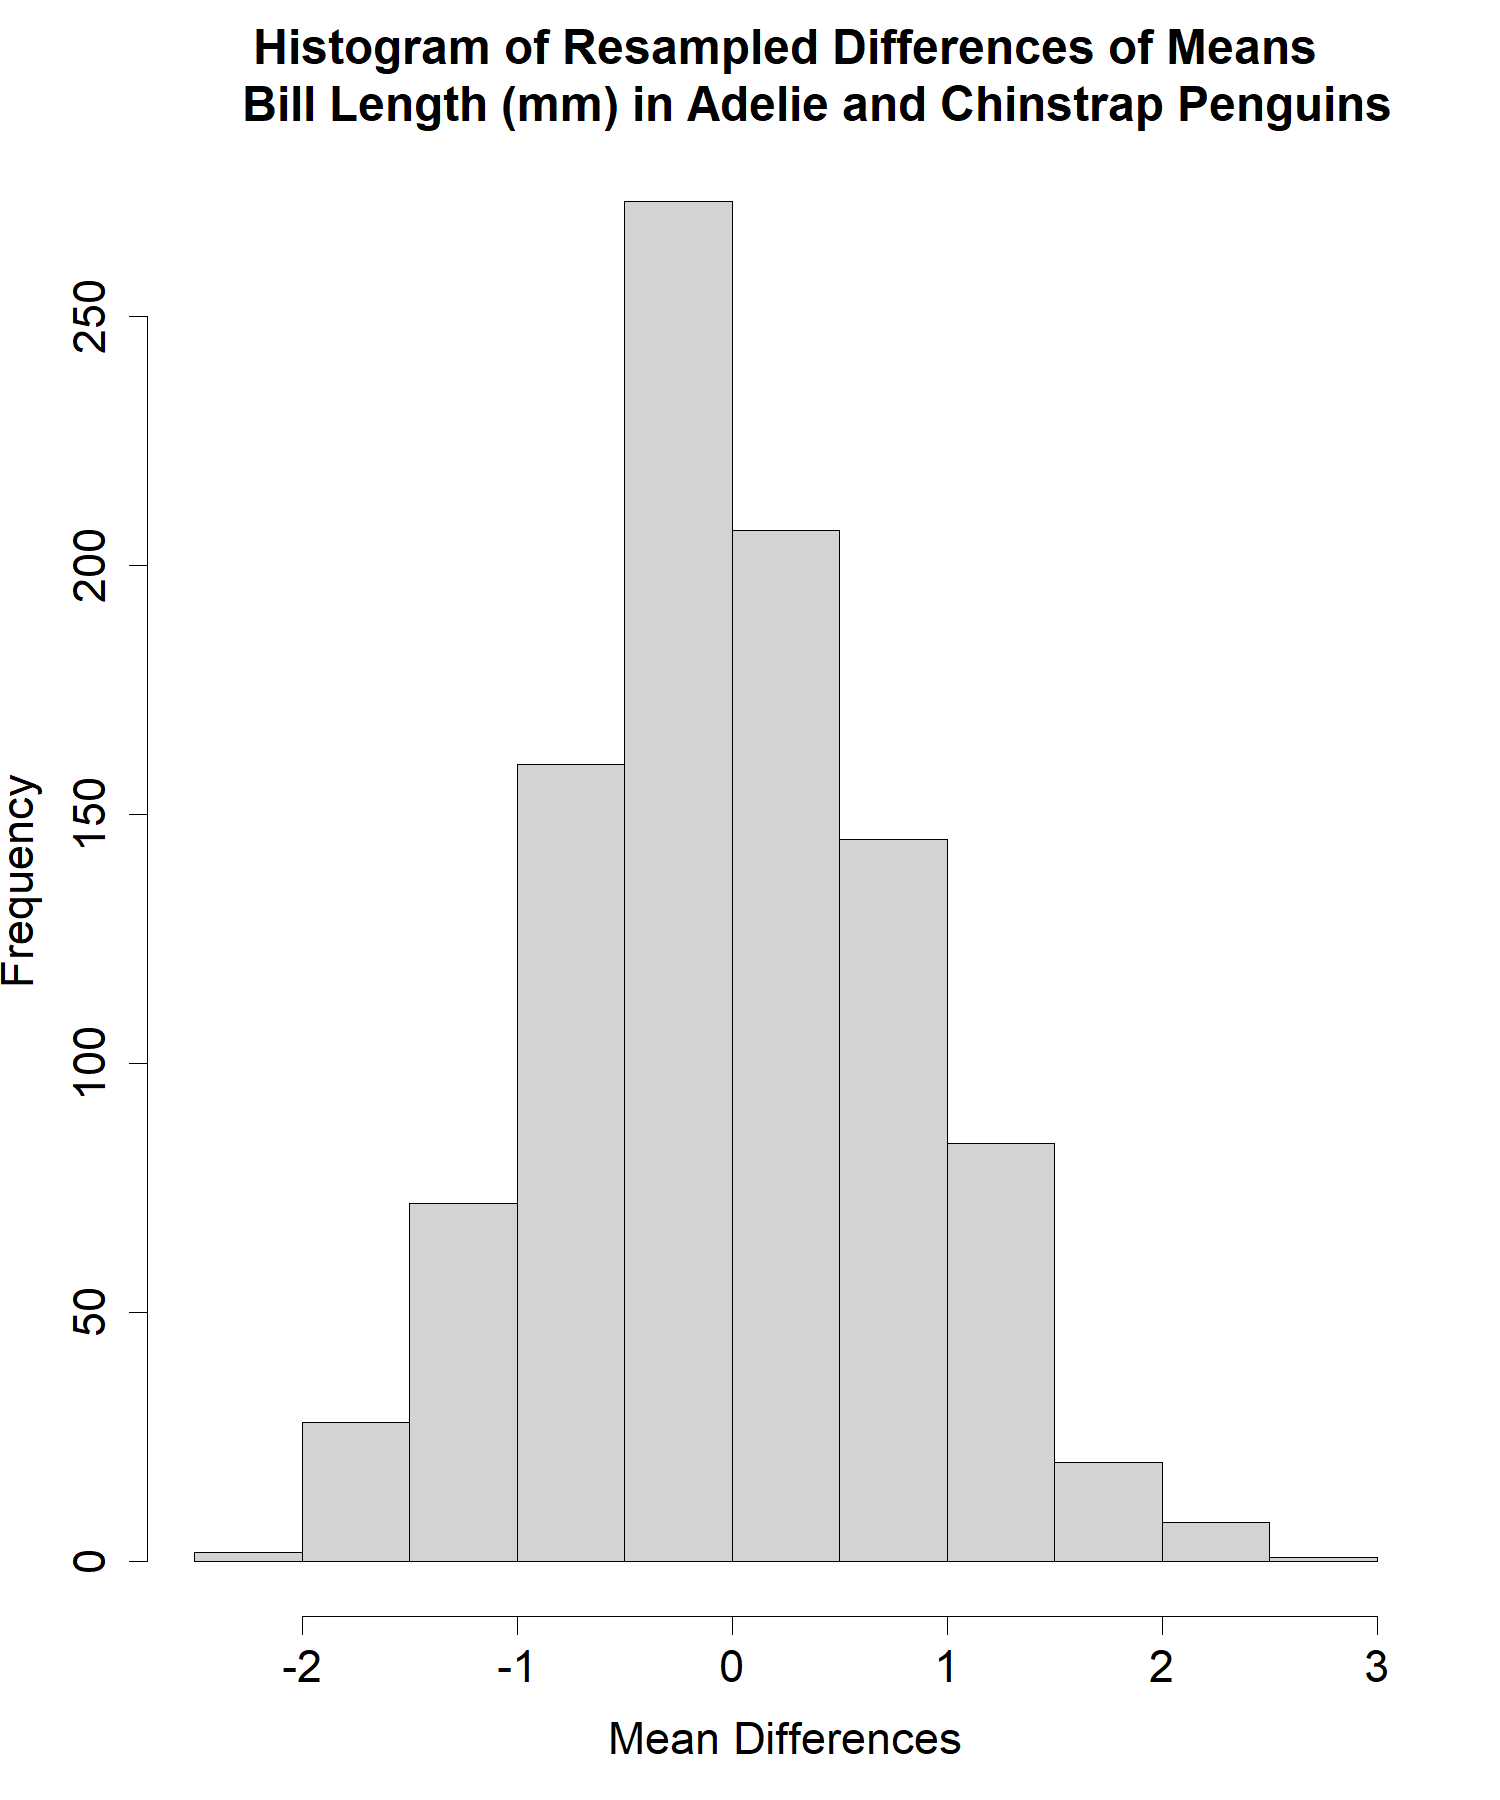 Histogram of Resampled Differences of Means
Bill Length (mm) in Adelie and Chinstrap Penguins
Frequency
250
200
150
100
50
0
-2 -1 0 1 2 3
Mean Differences